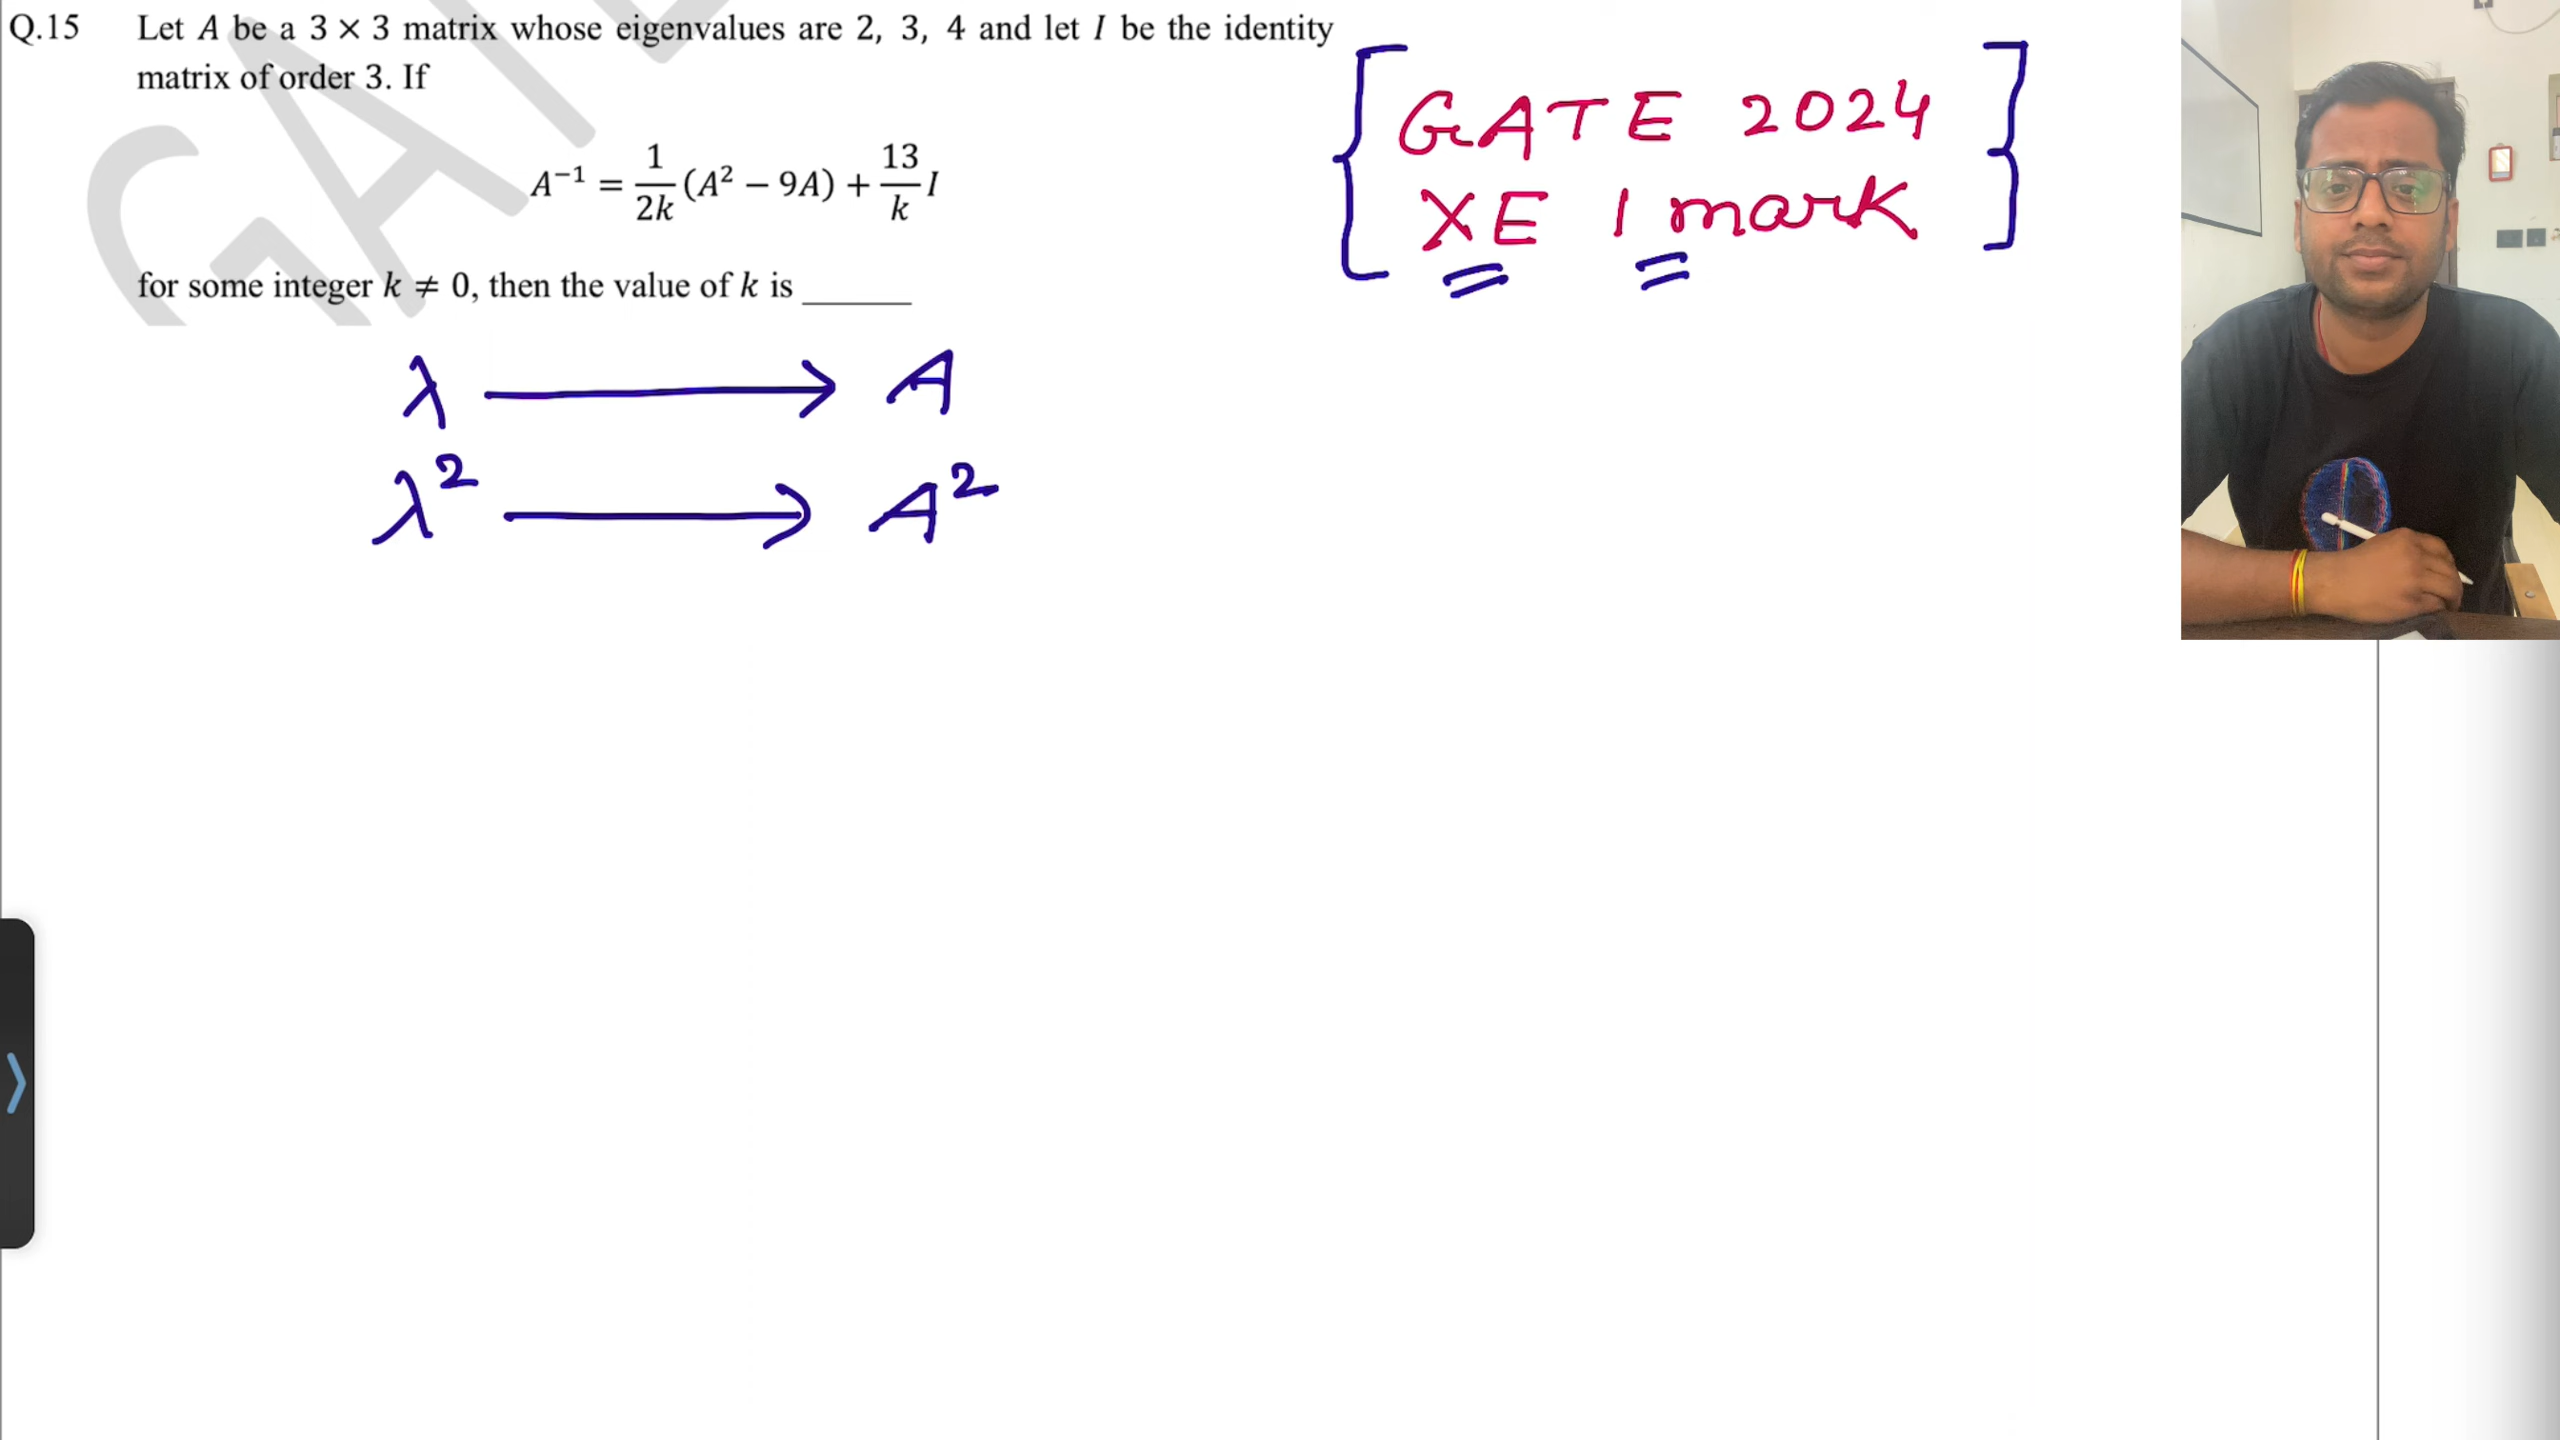 Q.15 Let A be a 3 × 3 matrix whose eigenvalues are 2, 3, 4 and let I be the identity
matrix of order 3. If
A⁻¹ = 1/2k (A² − 9A) + 13/k I
for some integer k ≠ 0, then the value of k is ______
GATE 2024
XE 1 mark
λ ⟶ A
λ² ⟶ A²
GATE